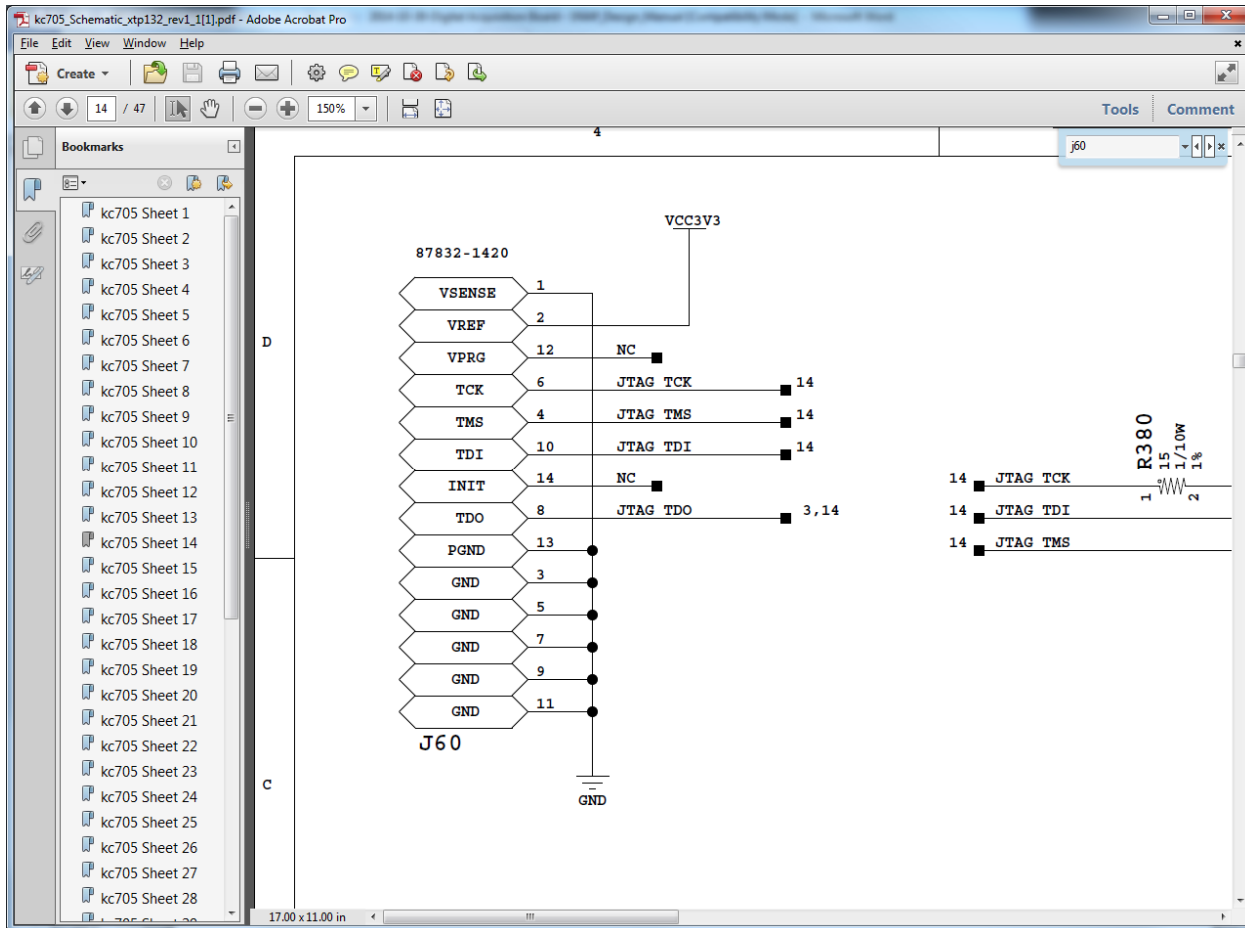 kc705_Schematic_xtp132_rev1_1[1].pdf - Adobe Acrobat Pro
File Edit View Window Help
Create
14 / 47 150% Tools Comment
Bookmarks
j60
kc705 Sheet 1
kc705 Sheet 2
kc705 Sheet 3
kc705 Sheet 4
kc705 Sheet 5
kc705 Sheet 6
kc705 Sheet 7
kc705 Sheet 8
kc705 Sheet 9
kc705 Sheet 10
kc705 Sheet 11
kc705 Sheet 12
kc705 Sheet 13
kc705 Sheet 14
kc705 Sheet 15
kc705 Sheet 16
kc705 Sheet 17
kc705 Sheet 18
kc705 Sheet 19
kc705 Sheet 20
kc705 Sheet 21
kc705 Sheet 22
kc705 Sheet 23
kc705 Sheet 24
kc705 Sheet 25
kc705 Sheet 26
kc705 Sheet 27
kc705 Sheet 28
4
D
C
VCC3V3
87832-1420
VSENSE 1
VREF 2
VPRG 12 NC
TCK 6 JTAG TCK 14
TMS 4 JTAG TMS 14
TDI 10 JTAG TDI 14
INIT 14 NC
TDO 8 JTAG TDO 3,14
PGND 13
GND 3
GND 5
GND 7
GND 9
GND 11
J60
GND
R380
15
1/10W
1%
14 JTAG TCK 1 2
14 JTAG TDI
14 JTAG TMS
17.00 x 11.00 in